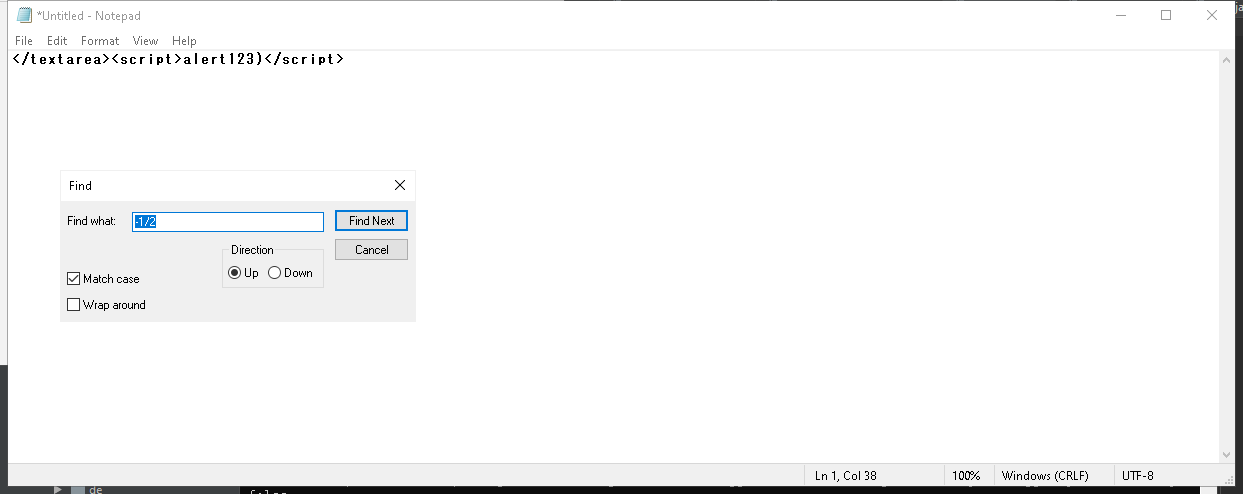 *Untitled - Notepad
File Edit Format View Help
</textarea><script>alert123)</script>
Find
Find what: -1/2 Find Next
Direction Cancel
Up Down
Match case
Wrap around
Ln 1, Col 38 100% Windows (CRLF) UTF-8
de